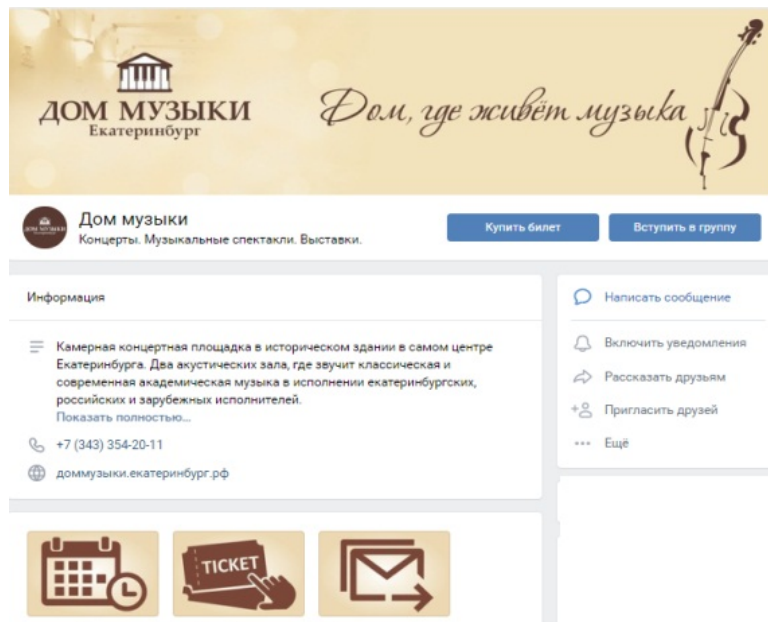 ДОМ МУЗЫКИ
Екатеринбург
Дом, где живёт музыка
Дом музыки
Концерты. Музыкальные спектакли. Выставки.
Купить билет
Вступить в группу
Информация
Камерная концертная площадка в историческом здании в самом центре
Екатеринбурга. Два акустических зала, где звучит классическая и
современная академическая музыка в исполнении екатеринбургских,
российских и зарубежных исполнителей.
Показать полностью...
+7 (343) 354-20-11
доммузыки.екатеринбург.рф
Написать сообщение
Включить уведомления
Рассказать друзьям
Пригласить друзей
Ещё
TICKET